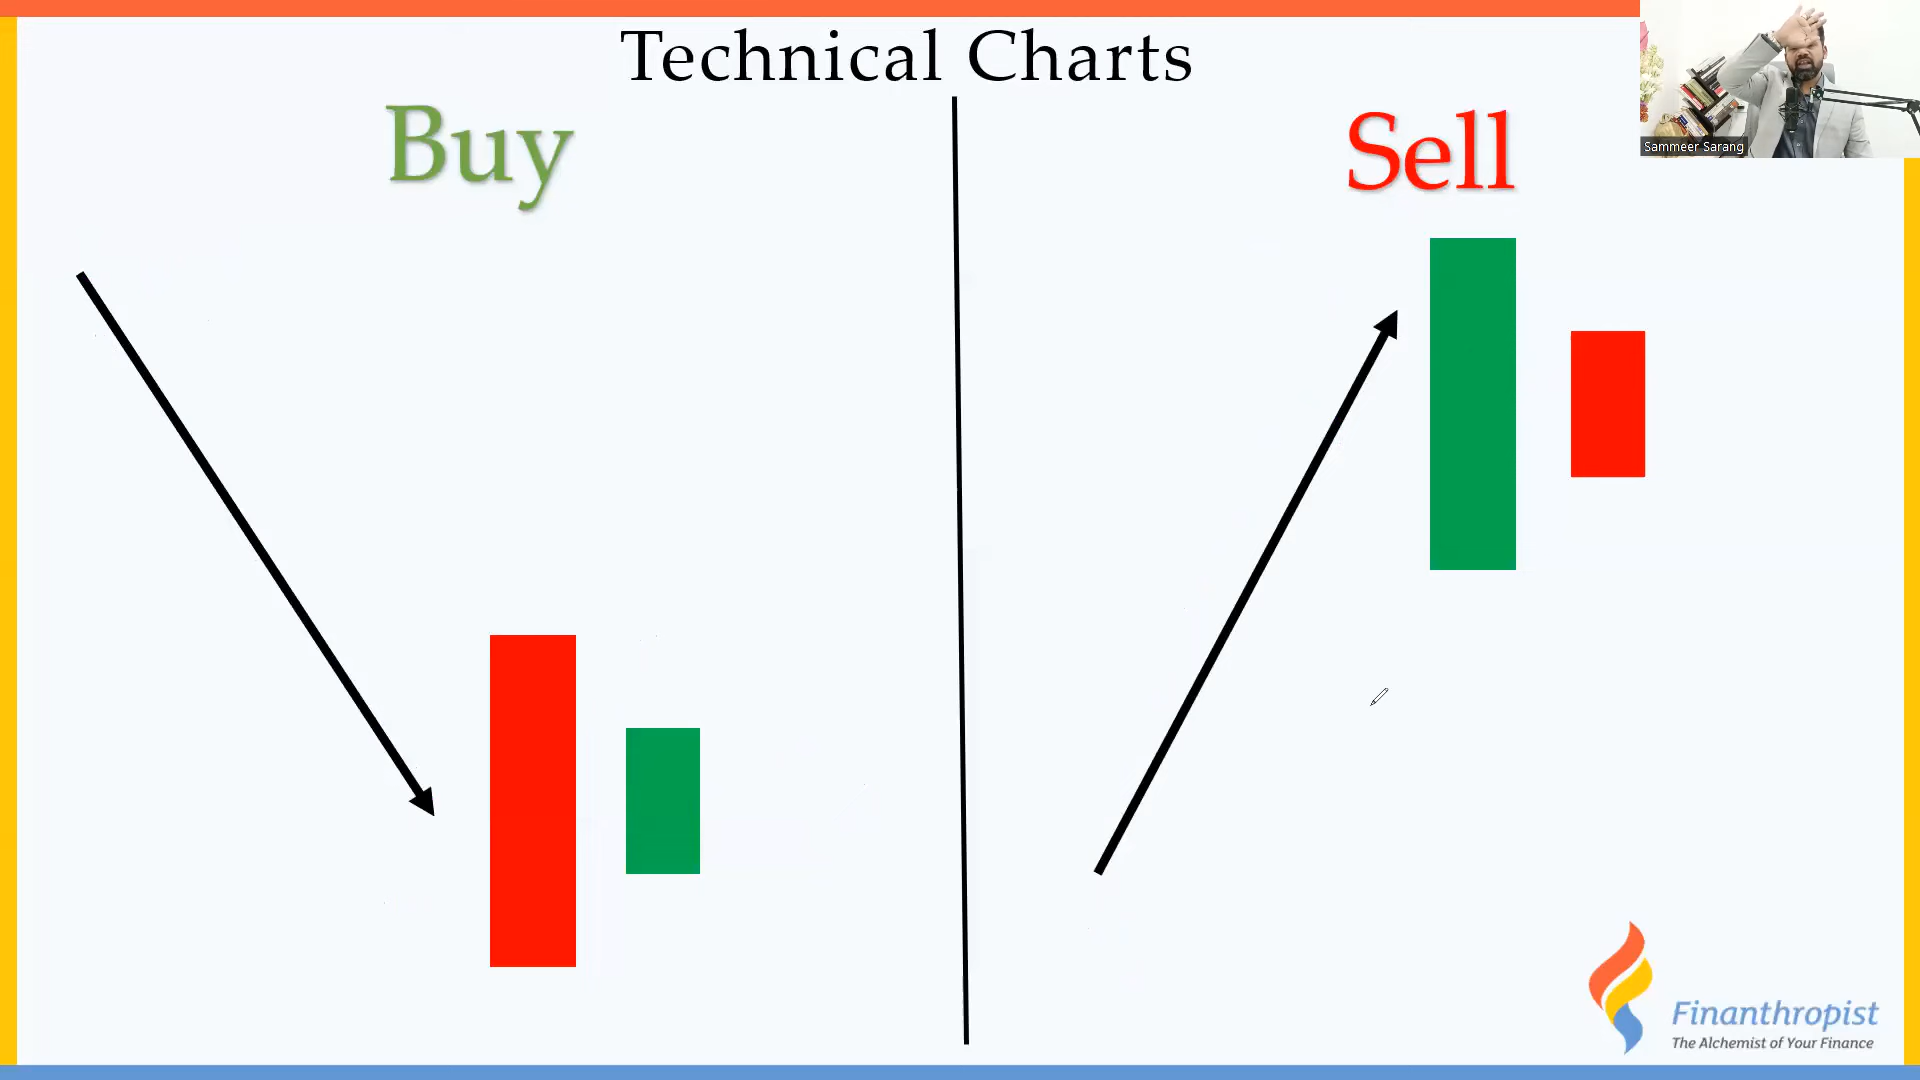 Technical Charts
Buy
Sell
Sammeer Sarang
Finanthropist
The Alchemist of Your Finance